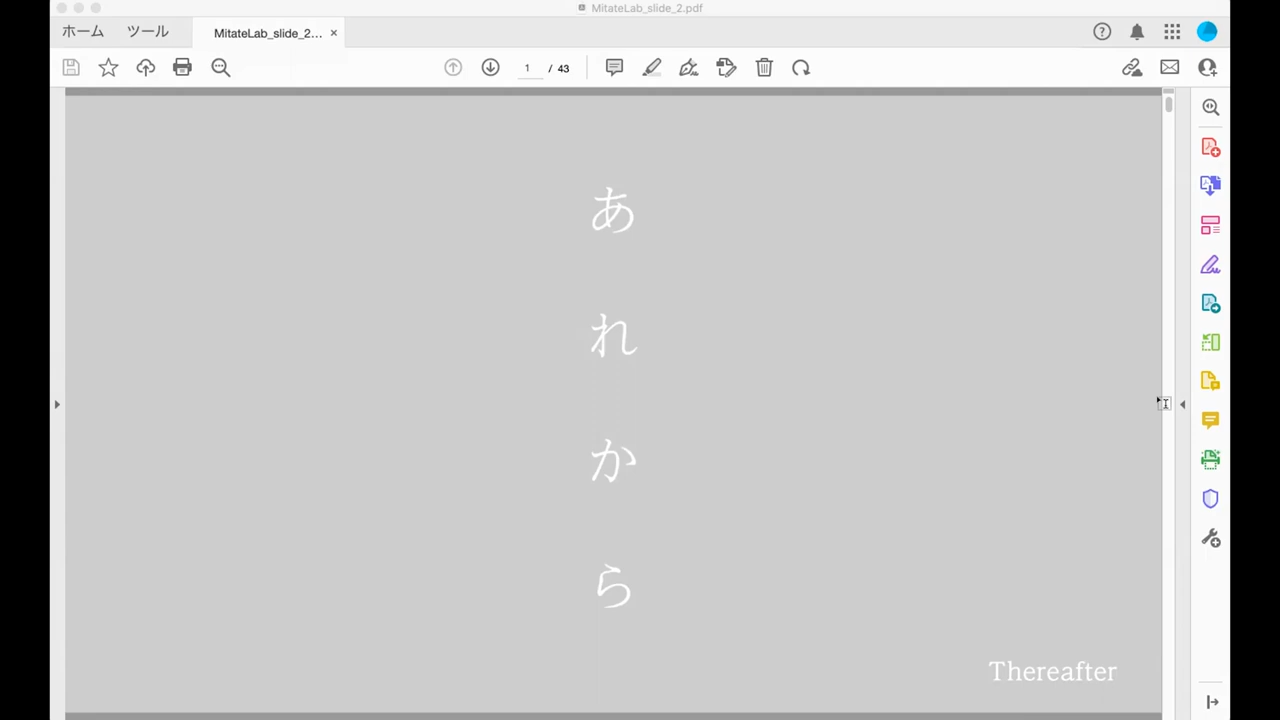 MitateLab_slide_2.pdf
ホーム ツール MitateLab_slide_2... ×
1 / 43
あれから
Thereafter